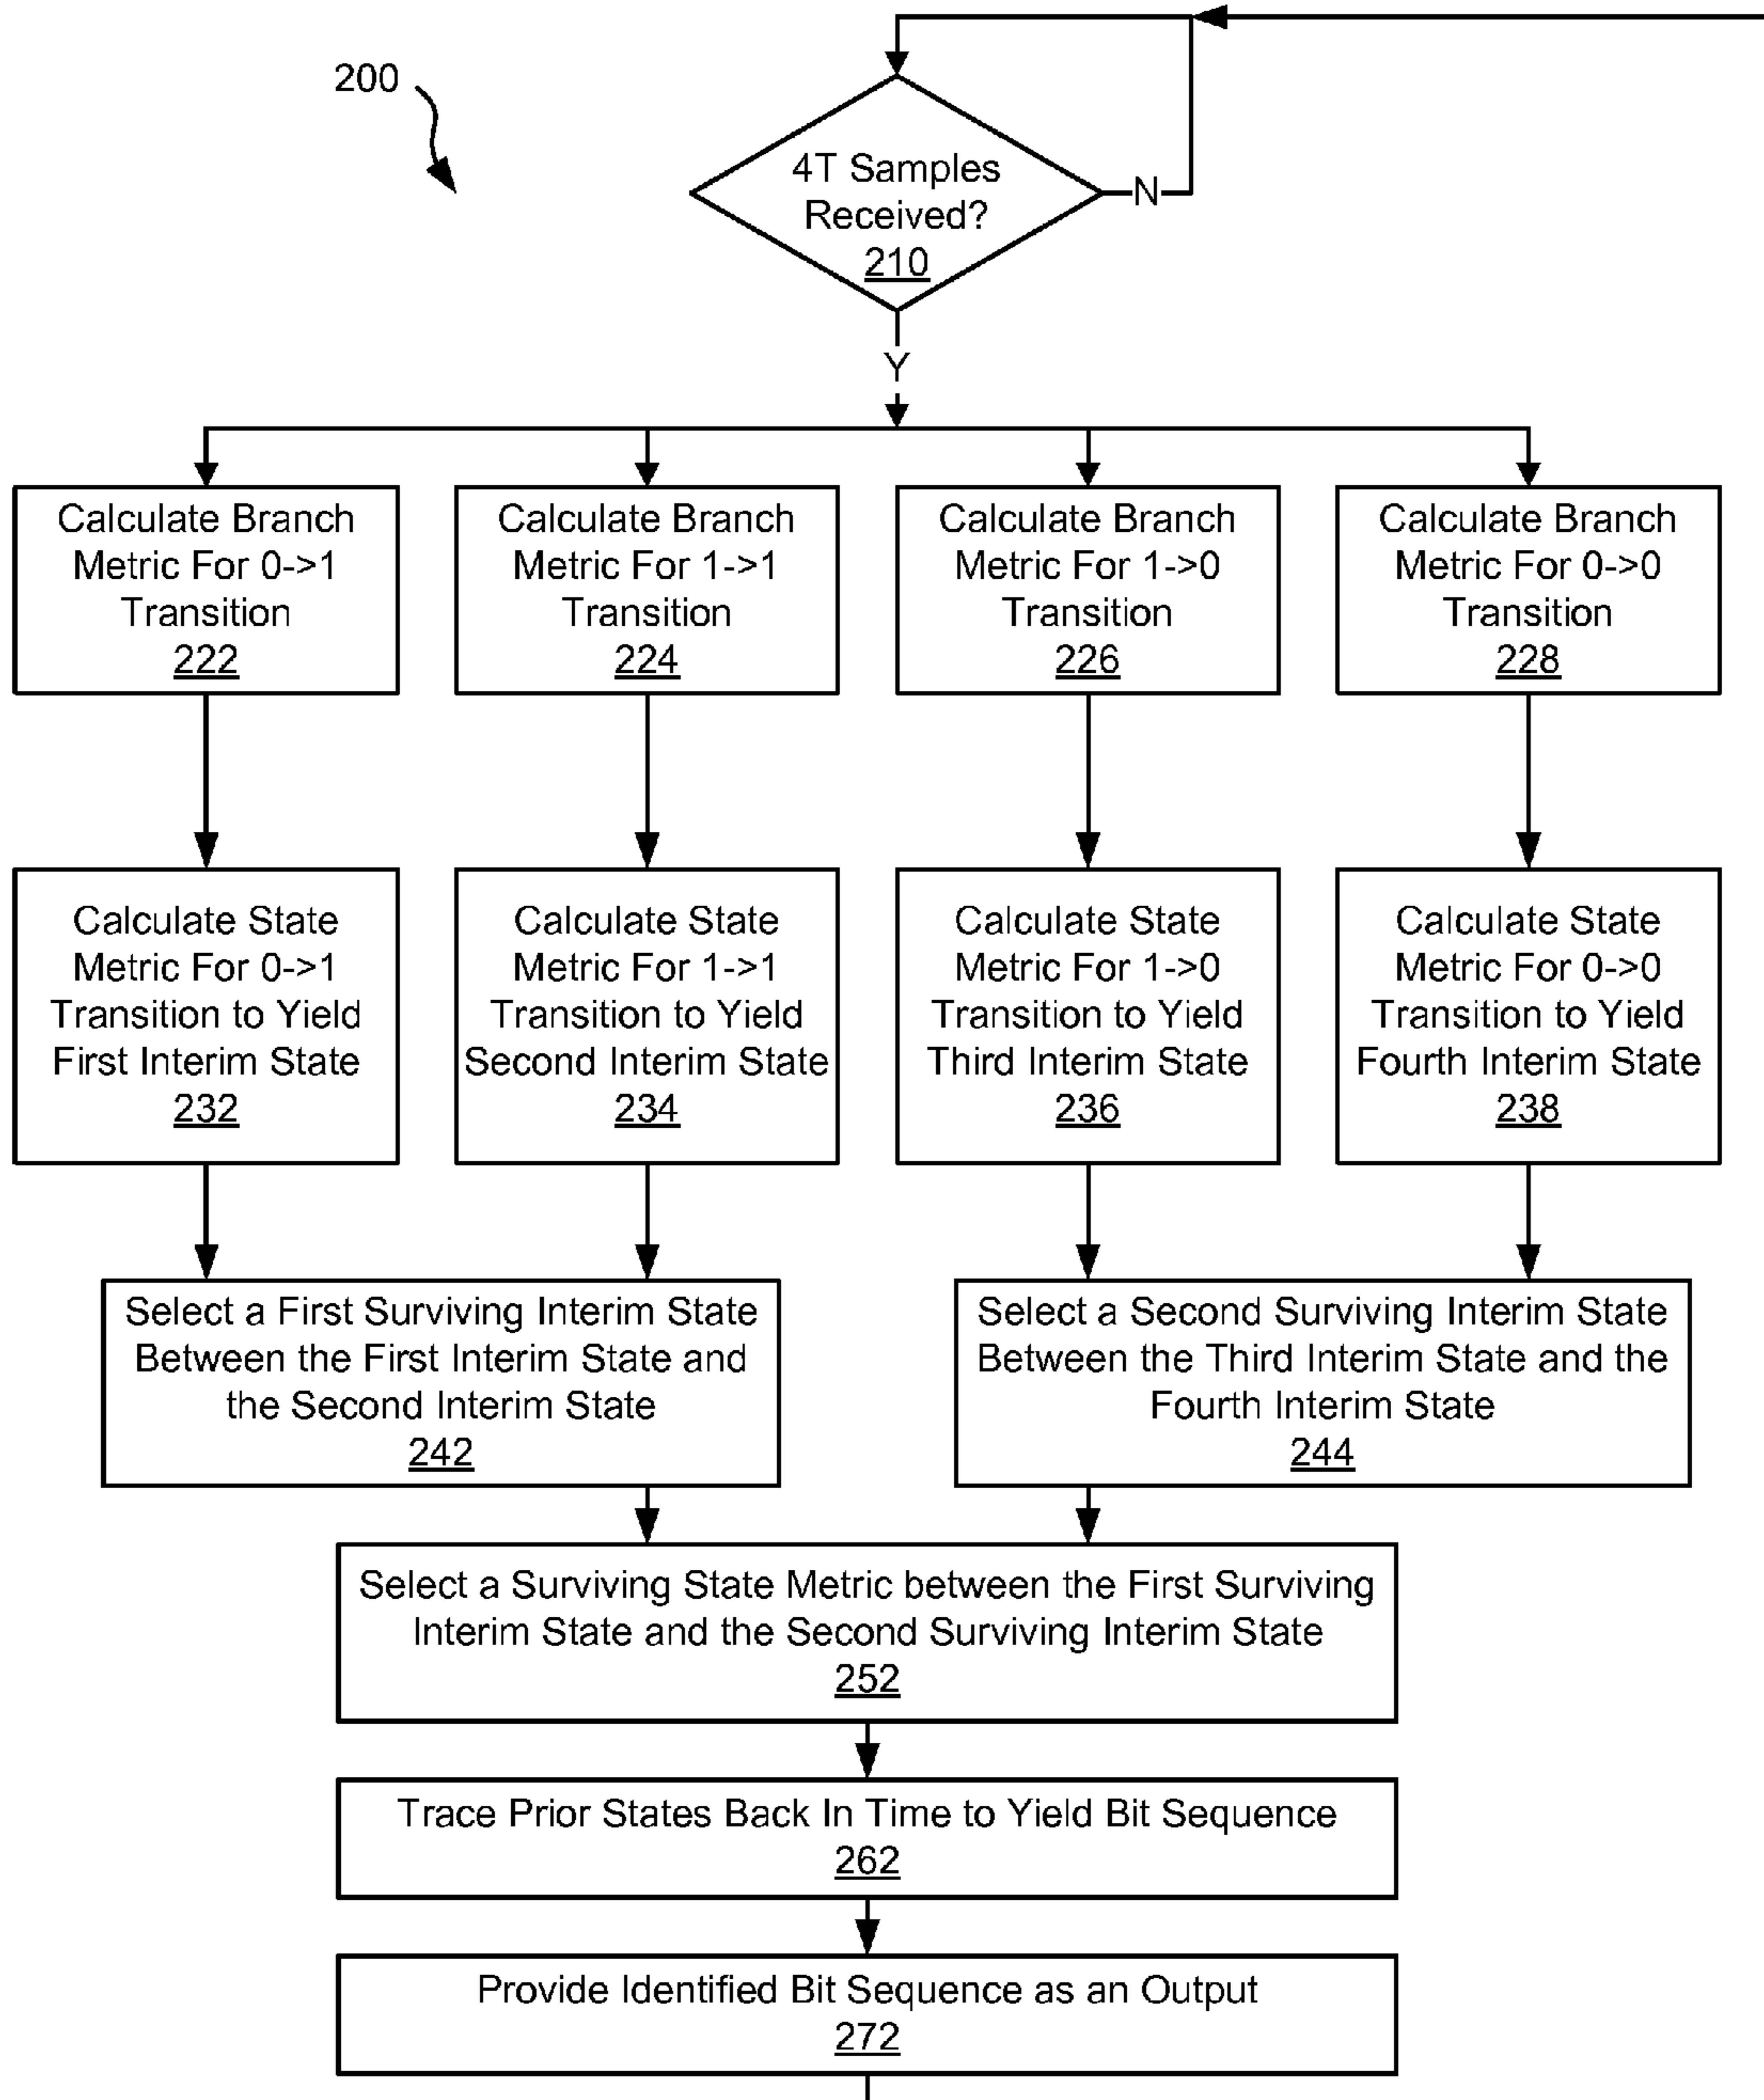 200
4T Samples
Received?
210
N
Y
Calculate Branch
Metric For 0->1
Transition
222
Calculate Branch
Metric For 1->1
Transition
224
Calculate Branch
Metric For 1->0
Transition
226
Calculate Branch
Metric For 0->0
Transition
228
Calculate State
Metric For 0->1
Transition to Yield
First Interim State
232
Calculate State
Metric For 1->1
Transition to Yield
Second Interim State
234
Calculate State
Metric For 1->0
Transition to Yield
Third Interim State
236
Calculate State
Metric For 0->0
Transition to Yield
Fourth Interim State
238
Select a First Surviving Interim State
Between the First Interim State and
the Second Interim State
242
Select a Second Surviving Interim State
Between the Third Interim State and the
Fourth Interim State
244
Select a Surviving State Metric between the First Surviving
Interim State and the Second Surviving Interim State
252
Trace Prior States Back In Time to Yield Bit Sequence
262
Provide Identified Bit Sequence as an Output
272